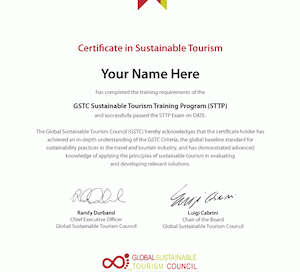 Certificate in Sustainable Tourism
Your Name Here
has completed the training requirements of the
GSTC Sustainable Tourism Training Program (STTP)
and successfully passed the STTP Exam on DATE.
The Global Sustainable Tourism Council (GSTC) hereby acknowledges that the certificate holder has
achieved an in-depth understanding of the GSTC Criteria, the global baseline standard for
sustainability practices in the travel and tourism industry, and has demonstrated advanced
knowledge of applying the principles of sustainable tourism in evaluating
and developing relevant solutions.
Randy Durband Luigi Cabrini
Chief Executive Officer Chair of the Board
Global Sustainable Tourism Council Global Sustainable Tourism Council
GLOBAL SUSTAINABLE
TOURISM COUNCIL